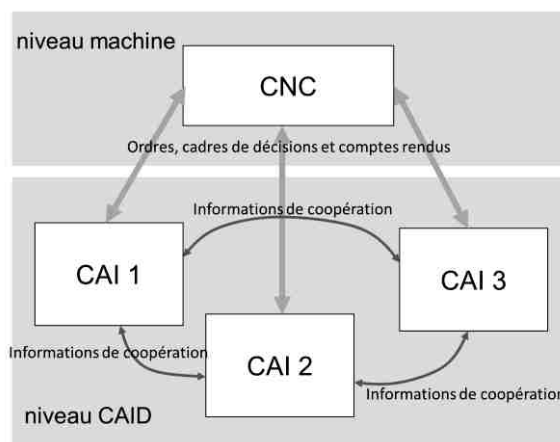 niveau machine
CNC
Ordres, cadres de décisions et comptes rendus
Informations de coopération
CAI 1
CAI 3
Informations de coopération
CAI 2
Informations de coopération
niveau CAID